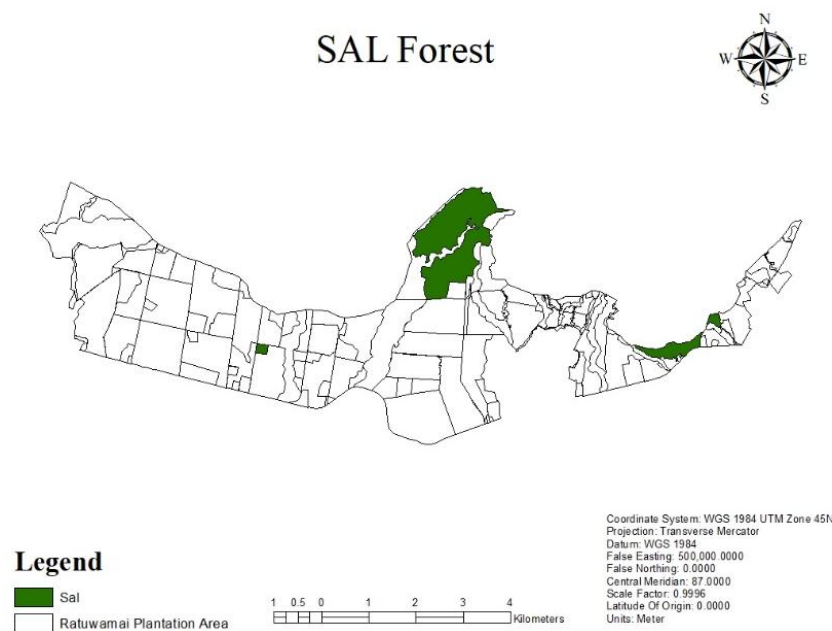 SAL Forest
N
W E
S
Coordinate System: WGS 1984 UTM Zone 45N
Projection: Transverse Mercator
Datum: WGS 1984
False Easting: 500,000.0000
False Northing: 0.0000
Central Meridian: 87.0000
Scale Factor: 0.9996
Latitude Of Origin: 0.0000
Units: Meter
Legend
Sal
Ratuwamai Plantation Area
1 0.5 0 1 2 3 4
Kilometers